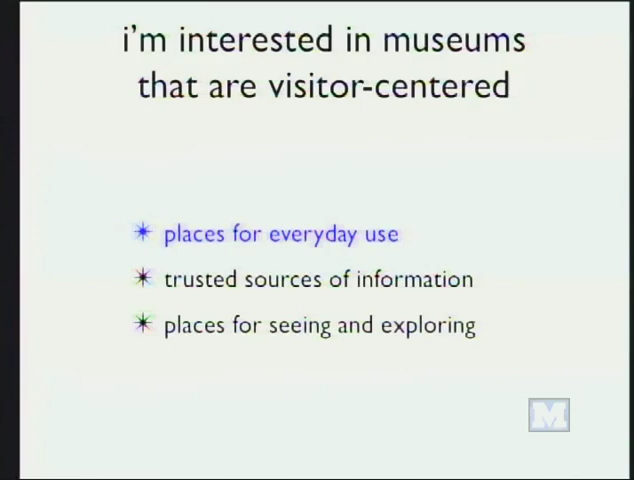 i'm interested in museums
that are visitor-centered
places for everyday use
trusted sources of information
places for seeing and exploring
M